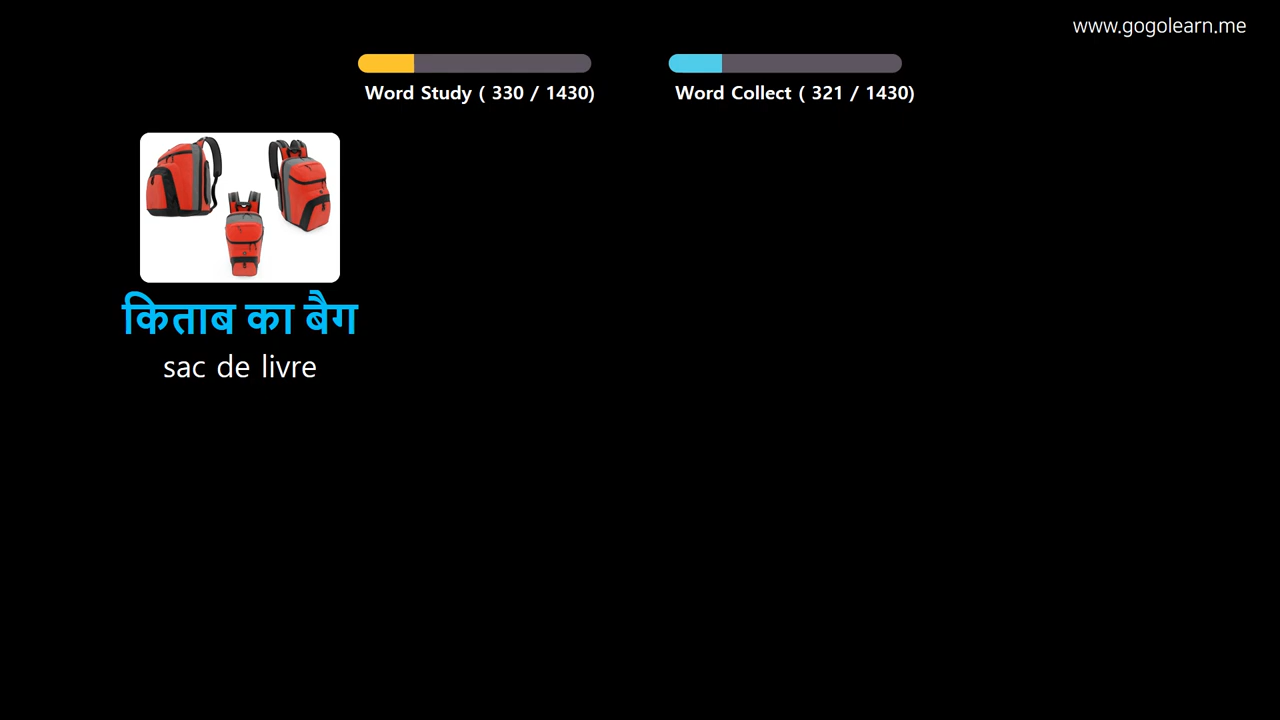 www.gogolearn.me
Word Study ( 330 / 1430)
Word Collect ( 321 / 1430)
किताब का बैग
sac de livre